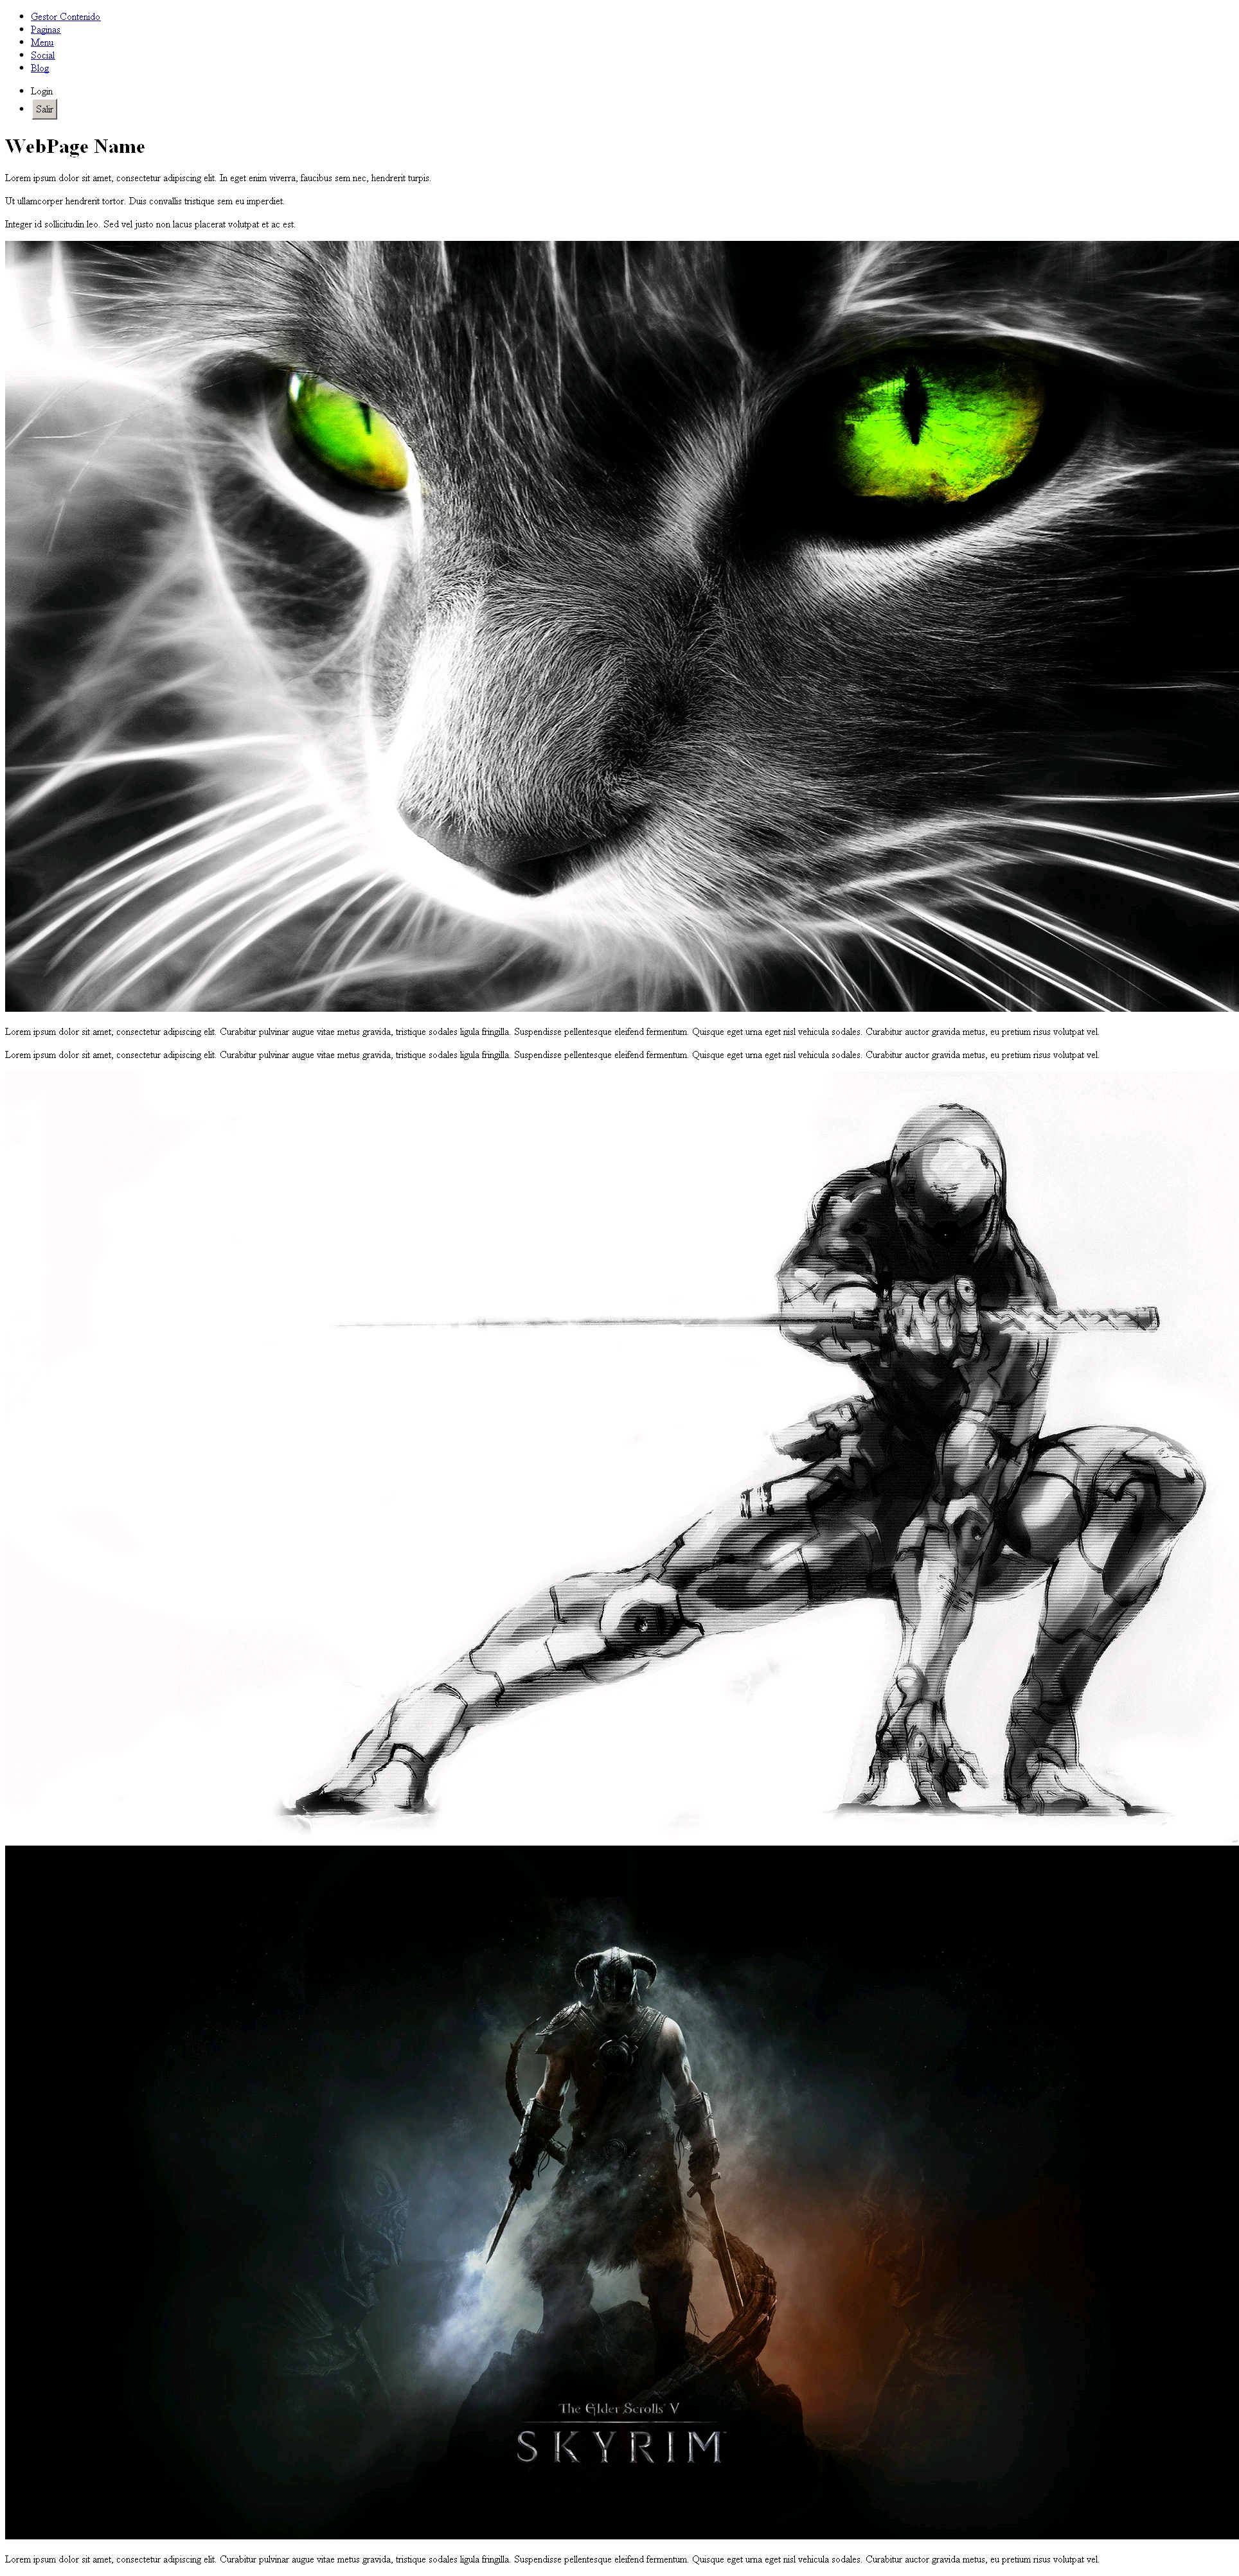 Gestor Contenido
Paginas
Menu
Social
Blog
Login
Salir
WebPage Name
Lorem ipsum dolor sit amet, consectetur adipiscing elit. In eget enim viverra, faucibus sem nec, hendrerit turpis.
Ut ullamcorper hendrerit tortor. Duis convallis tristique sem eu imperdiet.
Integer id sollicitudin leo. Sed vel justo non lacus placerat volutpat et ac est.
Lorem ipsum dolor sit amet, consectetur adipiscing elit. Curabitur pulvinar augue vitae metus gravida, tristique sodales ligula fringilla. Suspendisse pellentesque eleifend fermentum. Quisque eget urna eget nisl vehicula sodales. Curabitur auctor gravida metus, eu pretium risus volutpat vel.
Lorem ipsum dolor sit amet, consectetur adipiscing elit. Curabitur pulvinar augue vitae metus gravida, tristique sodales ligula fringilla. Suspendisse pellentesque eleifend fermentum. Quisque eget urna eget nisl vehicula sodales. Curabitur auctor gravida metus, eu pretium risus volutpat vel.
The Elder Scrolls V
SKYRIM
Lorem ipsum dolor sit amet, consectetur adipiscing elit. Curabitur pulvinar augue vitae metus gravida, tristique sodales ligula fringilla. Suspendisse pellentesque eleifend fermentum. Quisque eget urna eget nisl vehicula sodales. Curabitur auctor gravida metus, eu pretium risus volutpat vel.